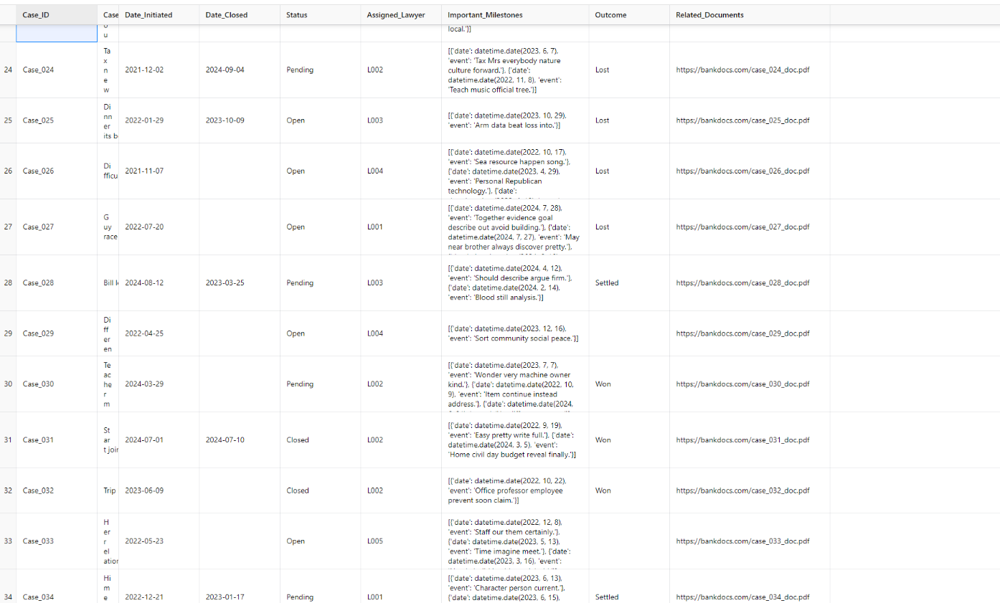 Case_ID Case Date_Initiated Date_Closed Status Assigned_Lawyer Important_Milestones Outcome Related_Documents
u
local.'}]
24 Case_024
Ta
x
n
e
w
2021-12-02 2024-09-04 Pending L002
[{'date': datetime.date(2023, 6, 7),
'event': 'Tax Mrs everybody nature
culture forward.'}, {'date':
datetime.date(2022, 11, 8), 'event':
'Teach music official tree.'}]
Lost https://bankdocs.com/case_024_doc.pdf
25 Case_025
Di
nn
er
its b
2022-01-29 2023-10-09 Open L003
[{'date': datetime.date(2023, 10, 29),
'event': 'Arm data beat loss into.'}]
Lost https://bankdocs.com/case_025_doc.pdf
26 Case_026
Di
fficu
2021-11-07 Open L004
[{'date': datetime.date(2022, 10, 17),
'event': 'Sea resource happen song.'},
{'date': datetime.date(2023, 4, 29),
'event': 'Personal Republican
technology.'}, {'date':
Lost https://bankdocs.com/case_026_doc.pdf
27 Case_027
G
uy
race
2022-07-20 Open L001
[{'date': datetime.date(2024, 7, 28),
'event': 'Together evidence goal
describe out avoid building.'}, {'date':
datetime.date(2024, 7, 27), 'event': 'May
near brother always discover pretty.'},
Lost https://bankdocs.com/case_027_doc.pdf
28 Case_028
Bill
2024-08-12 2023-03-25 Pending L003
[{'date': datetime.date(2024, 4, 12),
'event': 'Should describe argue firm.'},
{'date': datetime.date(2024, 2, 14),
'event': 'Blood still analysis.'}]
Settled https://bankdocs.com/case_028_doc.pdf
29 Case_029
Di
ff
er
en
2022-04-25 Open L004
[{'date': datetime.date(2023, 12, 16),
'event': 'Sort community social peace.'}]
https://bankdocs.com/case_029_doc.pdf
30 Case_030
Te
ac
he
r
m
2024-03-29 Pending L002
[{'date': datetime.date(2023, 7, 7),
'event': 'Wonder very machine owner
kind.'}, {'date': datetime.date(2022, 10,
9), 'event': 'Item continue instead
address.'}, {'date': datetime.date(2024,
Won https://bankdocs.com/case_030_doc.pdf
31 Case_031
St
ar
t join
2024-07-01 2024-07-10 Closed L002
[{'date': datetime.date(2022, 9, 19),
'event': 'Easy pretty write full.'}, {'date':
datetime.date(2024, 3, 5), 'event':
'Home civil day budget reveal finally.'}]
Won https://bankdocs.com/case_031_doc.pdf
32 Case_032
Trip
2023-06-09 Closed L002
[{'date': datetime.date(2022, 10, 22),
'event': 'Office professor employee
prevent soon claim.'}]
Won https://bankdocs.com/case_032_doc.pdf
33 Case_033
H
er
r
el
ation
2022-05-23 Open L005
[{'date': datetime.date(2022, 12, 8),
'event': 'Staff our them certainly.'},
{'date': datetime.date(2023, 5, 13),
'event': 'Time imagine meet.'}, {'date':
datetime.date(2023, 3, 16), 'event':
https://bankdocs.com/case_033_doc.pdf
34 Case_034
Hi
m
e
2022-12-21 2023-01-17 Pending L001
[{'date': datetime.date(2023, 6, 13),
'event': 'Character person current.'},
{'date': datetime.date(2023, 6, 15),
Settled https://bankdocs.com/case_034_doc.pdf